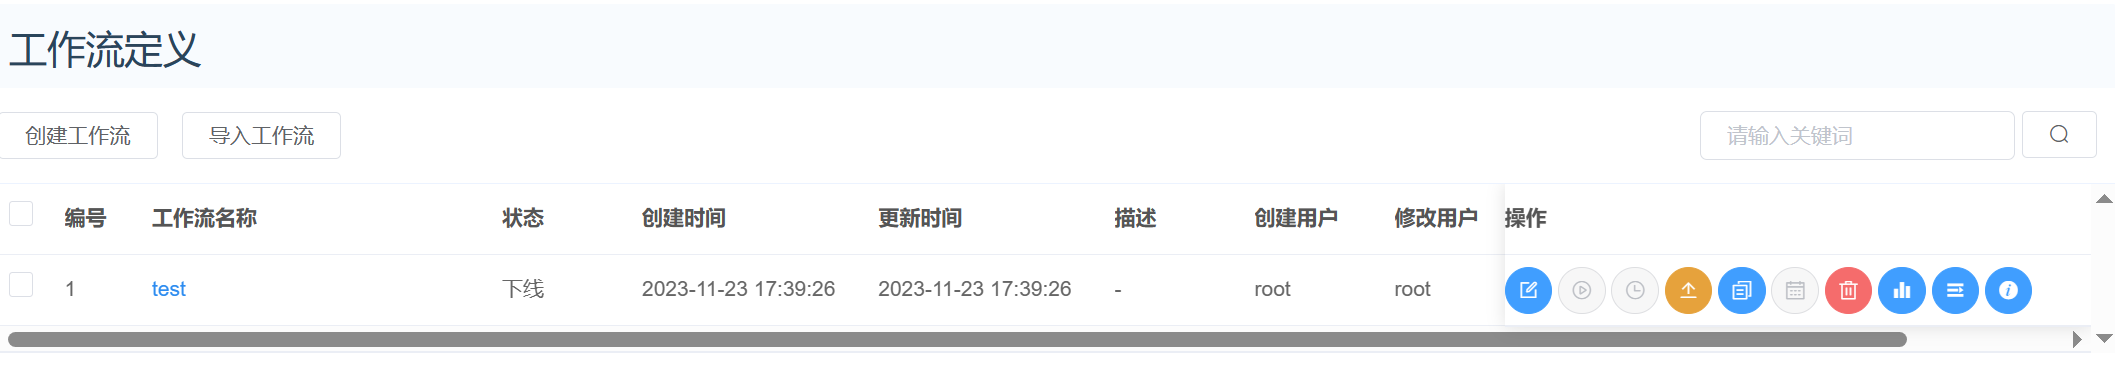 工作流定义
创建工作流 导入工作流 请输入关键词
编号 工作流名称 状态 创建时间 更新时间 描述 创建用户 修改用户 操作
1 test 下线 2023-11-23 17:39:26 2023-11-23 17:39:26 - root root